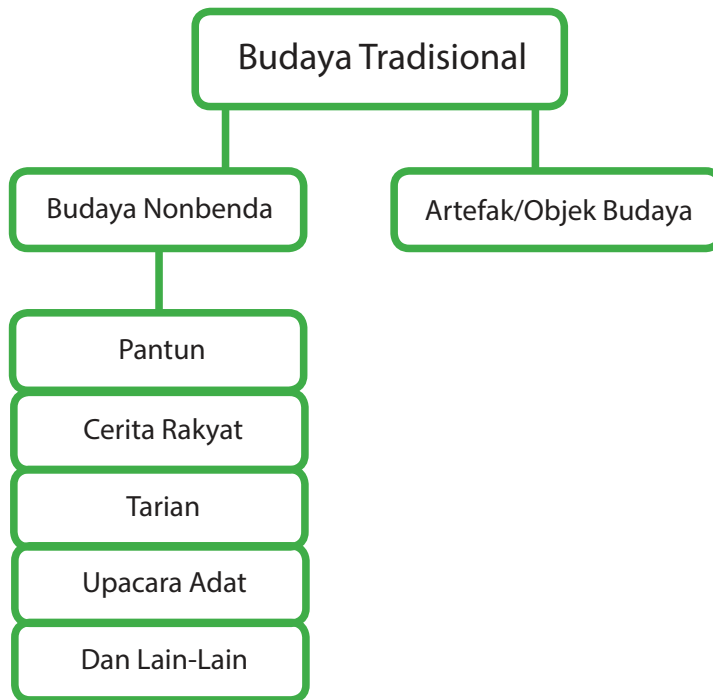 Budaya Tradisional
Budaya Nonbenda
Artefak/Objek Budaya
Pantun
Cerita Rakyat
Tarian
Upacara Adat
Dan Lain-Lain